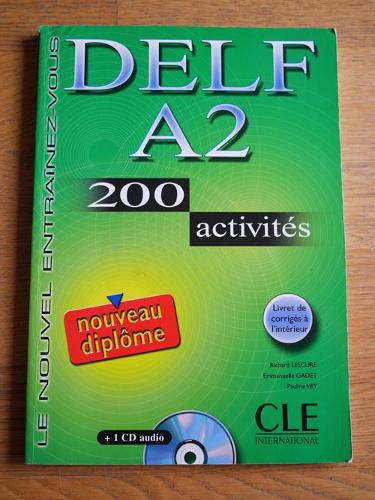 LE NOUVEL ENTRAÎNEZ-VOUS
DELF
A2
200
activités
nouveau
diplôme
Livret de
corrigés à
l'intérieur
Richard LESCURE
Emmanuelle GADET
Pauline VEY
+ 1 CD audio
CLE
INTERNATIONAL